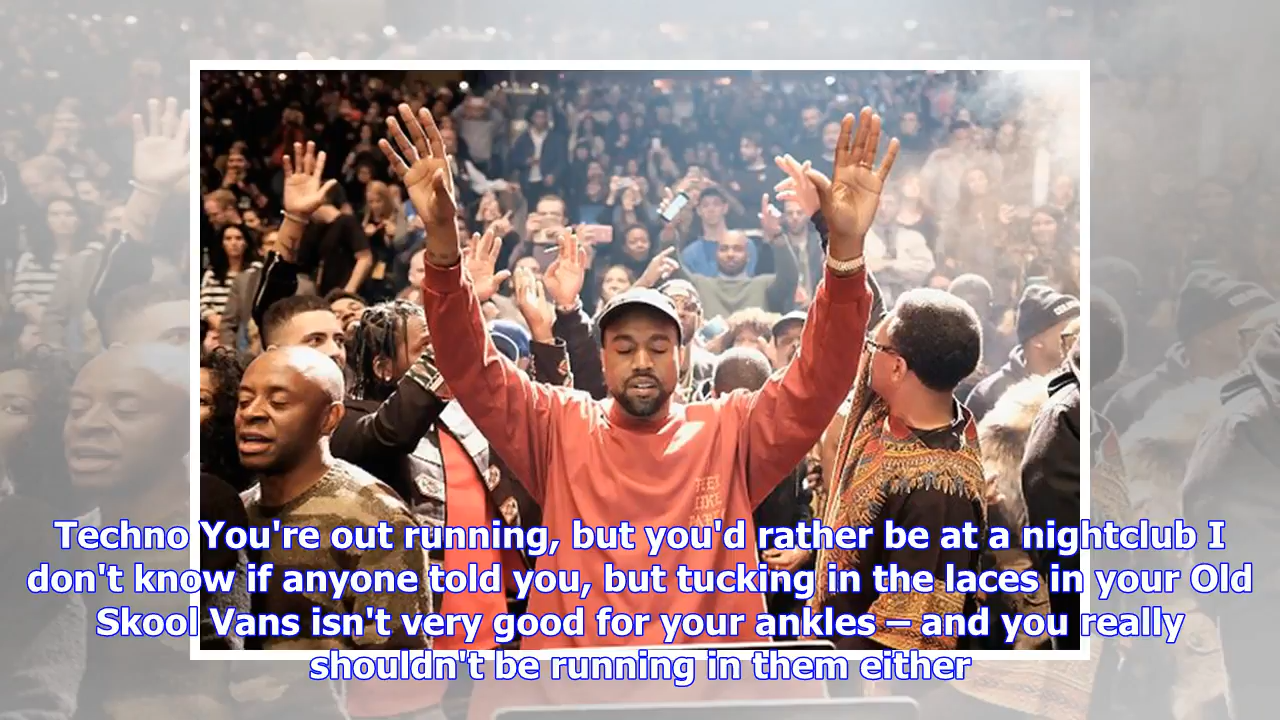 Techno You're out running, but you'd rather be at a nightclub I
don't know if anyone told you, but tucking in the laces in your Old
Skool Vans isn't very good for your ankles – and you really
shouldn't be running in them either